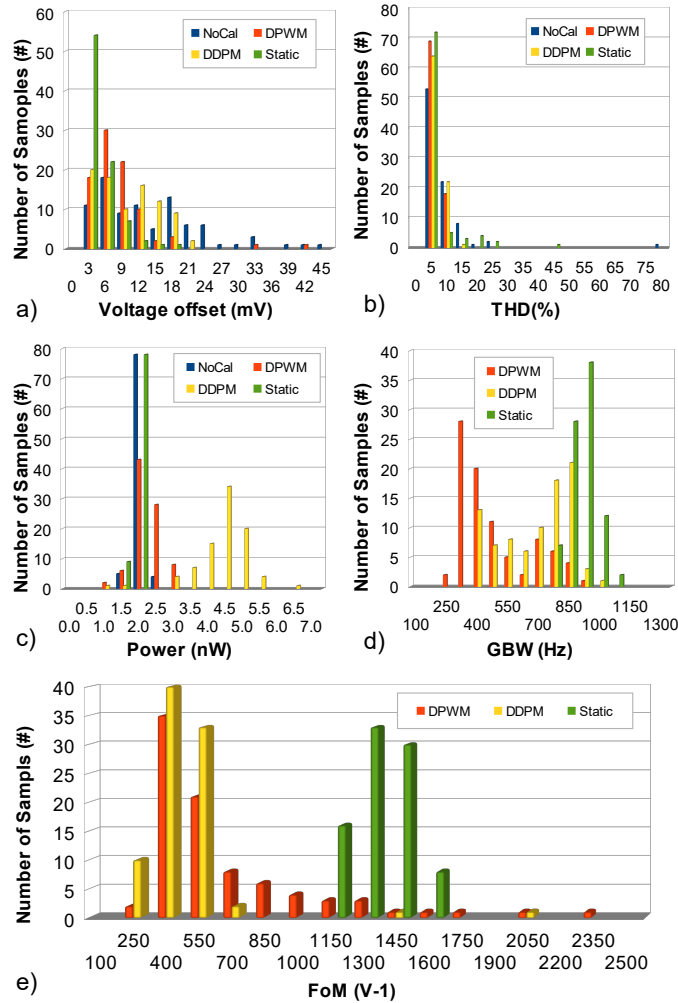 60
50
40
30
20
10
0
Number of Samoples (#)
NoCal DPWM
DDPM Static
3 9 15 21 27 33 39 45
0 6 12 18 24 30 36 42
a) Voltage offset (mV)
80
70
60
50
40
30
20
10
0
Number of Samples (#)
NoCal DPWM
DDPM Static
5 15 25 35 45 55 65 75
0 10 20 30 40 50 60 70 80
b) THD(%)
80
70
60
50
40
30
20
10
0
Number of Samples (#)
NoCal DPWM
DDPM Static
0.5 1.5 2.5 3.5 4.5 5.5 6.5
0.0 1.0 2.0 3.0 4.0 5.0 6.0 7.0
c) Power (nW)
40
35
30
25
20
15
10
5
0
Number of Samples (#)
DPWM
DDPM
Static
250 550 850 1150
100 400 700 1000 1300
d) GBW (Hz)
40
35
30
25
20
15
10
5
0
Number of Sampls (#)
DPWM DDPM Static
250 550 850 1150 1450 1750 2050 2350
100 400 700 1000 1300 1600 1900 2200 2500
e) FoM (V-1)